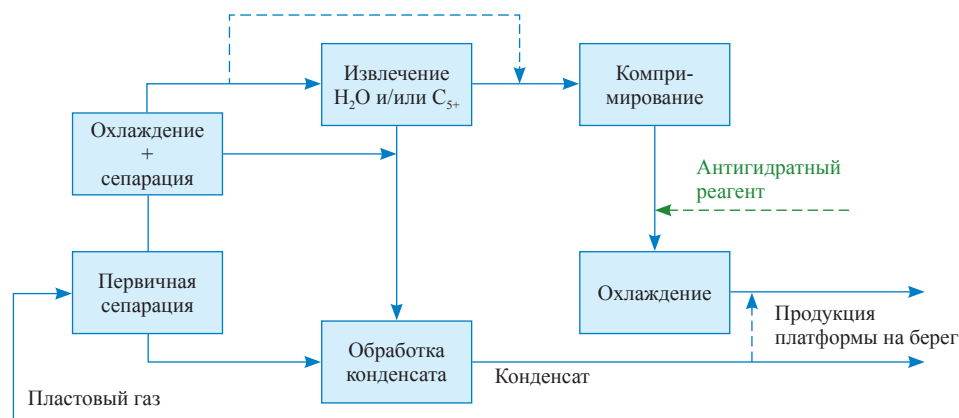 Извлечение
H₂O и/или C₅₊
Компри-
мирование
Охлаждение
+
сепарация
Антигидратный
реагент
Первичная
сепарация
Охлаждение
Продукция
платформы на берег
Обработка
конденсата
Конденсат
Пластовый газ